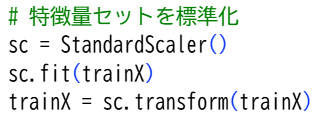 # 特徴量セットを標準化
sc = StandardScaler()
sc.fit(trainX)
trainX = sc.transform(trainX)